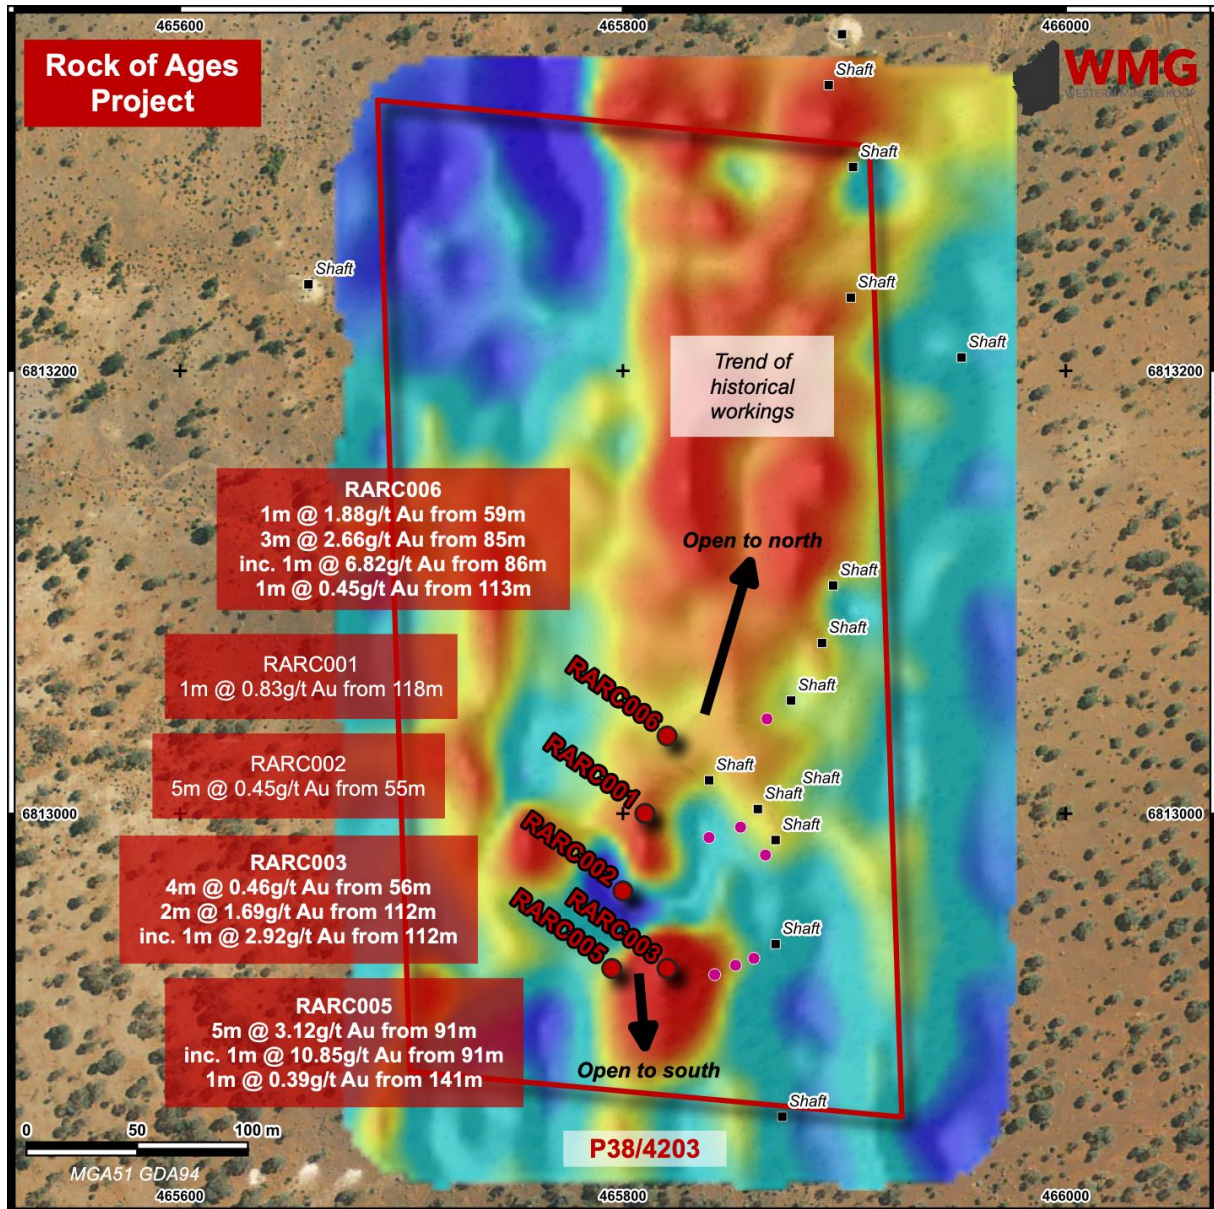 465600
465800
466000
Rock of Ages
Project
WMG
WESTERN MINES GROUP
Shaft
Shaft
Shaft
Shaft
Shaft
6813200
6813200
Trend of
historical
workings
RARC006
1m @ 1.88g/t Au from 59m
3m @ 2.66g/t Au from 85m
inc. 1m @ 6.82g/t Au from 86m
1m @ 0.45g/t Au from 113m
Open to north
Shaft
Shaft
RARC001
1m @ 0.83g/t Au from 118m
RARC006
Shaft
RARC002
5m @ 0.45g/t Au from 55m
RARC001
Shaft
Shaft
Shaft
6813000
6813000
Shaft
RARC003
4m @ 0.46g/t Au from 56m
2m @ 1.69g/t Au from 112m
inc. 1m @ 2.92g/t Au from 112m
RARC002
RARC003
RARC005
Shaft
RARC005
5m @ 3.12g/t Au from 91m
inc. 1m @ 10.85g/t Au from 91m
1m @ 0.39g/t Au from 141m
Open to south
Shaft
0 50 100 m
MGA51 GDA94
P38/4203
465600
465800
466000